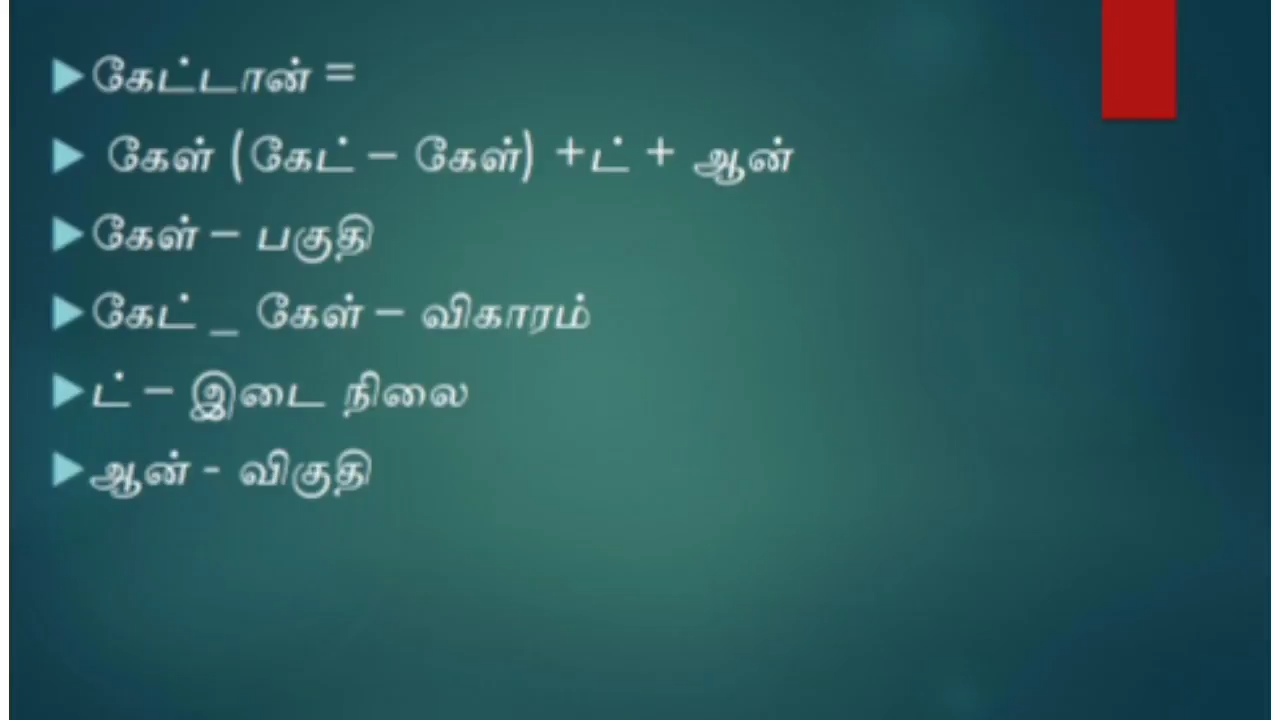 கேட்டான் =
கேள் (கேட் – கேள்) +ட் + ஆன்
கேள் – பகுதி
கேட் _ கேள் – விகாரம்
ட் – இடை நிலை
ஆன் - விகுதி